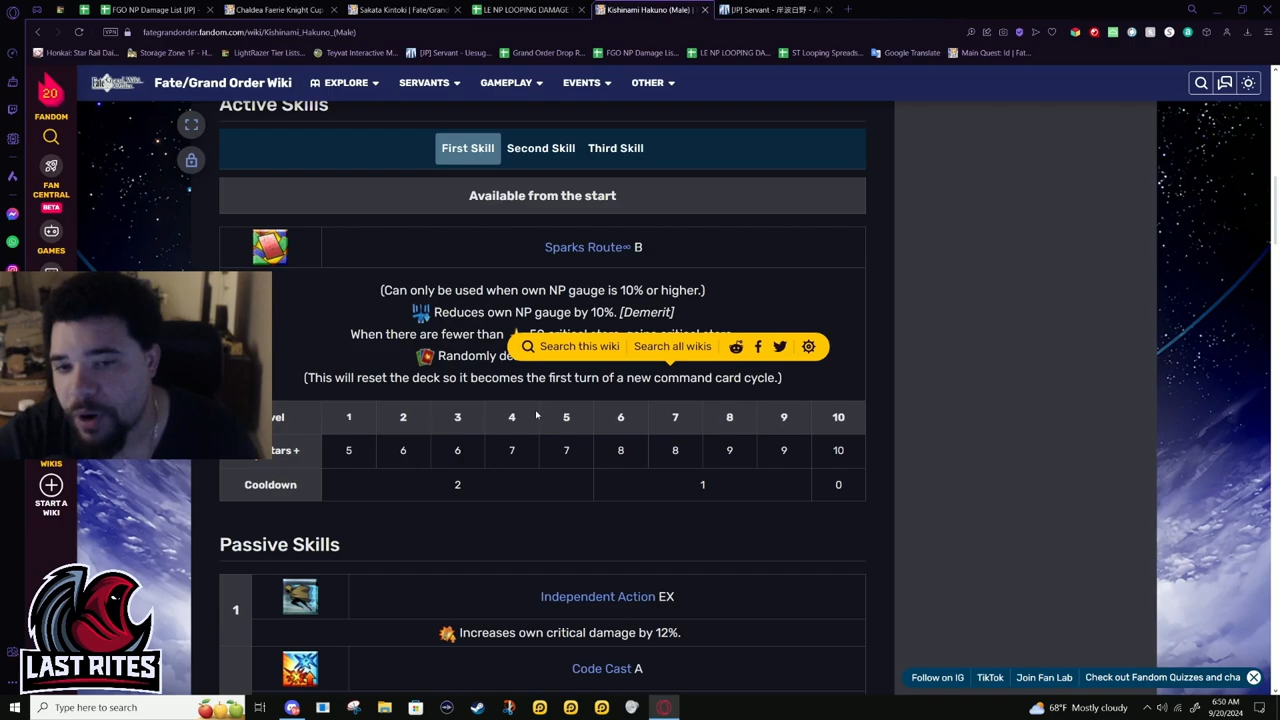 FGO NP Damage List [JP]
Chaldea Faerie Knight Cup
Sakata Kintoki | Fate/Grand
LE NP LOOPING DAMAGE
Kishinami Hakuno (Male) |
[JP] Servant - 岸波白野
VPN
fategrandorder.fandom.com/wiki/Kishinami_Hakuno_(Male)
Honkai: Star Rail Dai...
Storage Zone 1F - H...
LightRazer Tier Lists...
Teyvat Interactive M...
[JP] Servant - Uesug...
Grand Order Drop R...
FGO NP Damage Lis...
LE NP LOOPING DA...
ST Looping Spreads...
Google Translate
Main Quest: Id | Fat...
20
FANDOM
Fate/Grand Order Wiki
EXPLORE
SERVANTS
GAMEPLAY
EVENTS
OTHER
FAN
CENTRAL
BETA
GAMES
WIKIS
START A
WIKI
Active Skills
First Skill
Second Skill
Third Skill
Available from the start
Sparks Route∞ B
(Can only be used when own NP gauge is 10% or higher.)
Reduces own NP gauge by 10%. [Demerit]
When there are fewer than
Randomly de
Search this wiki
Search all wikis
(This will reset the deck so it becomes the first turn of a new command card cycle.)
vel 1 2 3 4 5 6 7 8 9 10
tars + 5 6 6 7 7 8 8 9 9 10
Cooldown 2 1 0
Passive Skills
1
Independent Action EX
Increases own critical damage by 12%.
Code Cast A
LAST RITES
Follow on IG
TikTok
Join Fan Lab
Check out Fandom Quizzes and cha
Type here to search
68°F Mostly cloudy
6:50 AM
9/20/2024